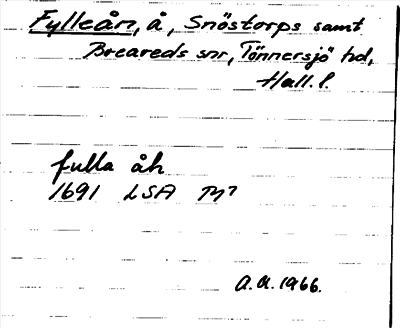 Fylleån, å, Snöstorps samt
Breareds snr, Tönnersjö hd,
Hall. l.
fulla åh
1691 LSA
A.A. 1966.